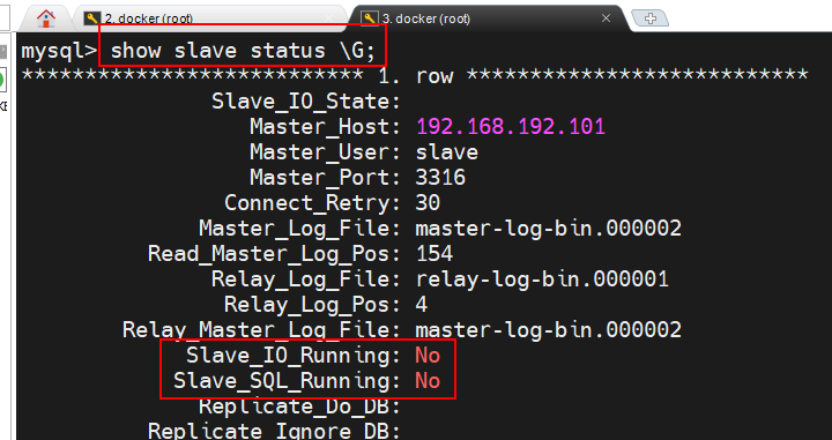 2. docker (root)
3. docker (root)
mysql> show slave status \G;
*************************** 1. row ***************************
Slave_IO_State:
Master_Host: 192.168.192.101
Master_User: slave
Master_Port: 3316
Connect_Retry: 30
Master_Log_File: master-log-bin.000002
Read_Master_Log_Pos: 154
Relay_Log_File: relay-log-bin.000001
Relay_Log_Pos: 4
Relay_Master_Log_File: master-log-bin.000002
Slave_IO_Running: No
Slave_SQL_Running: No
Replicate_Do_DB:
Replicate_Ignore_DB: